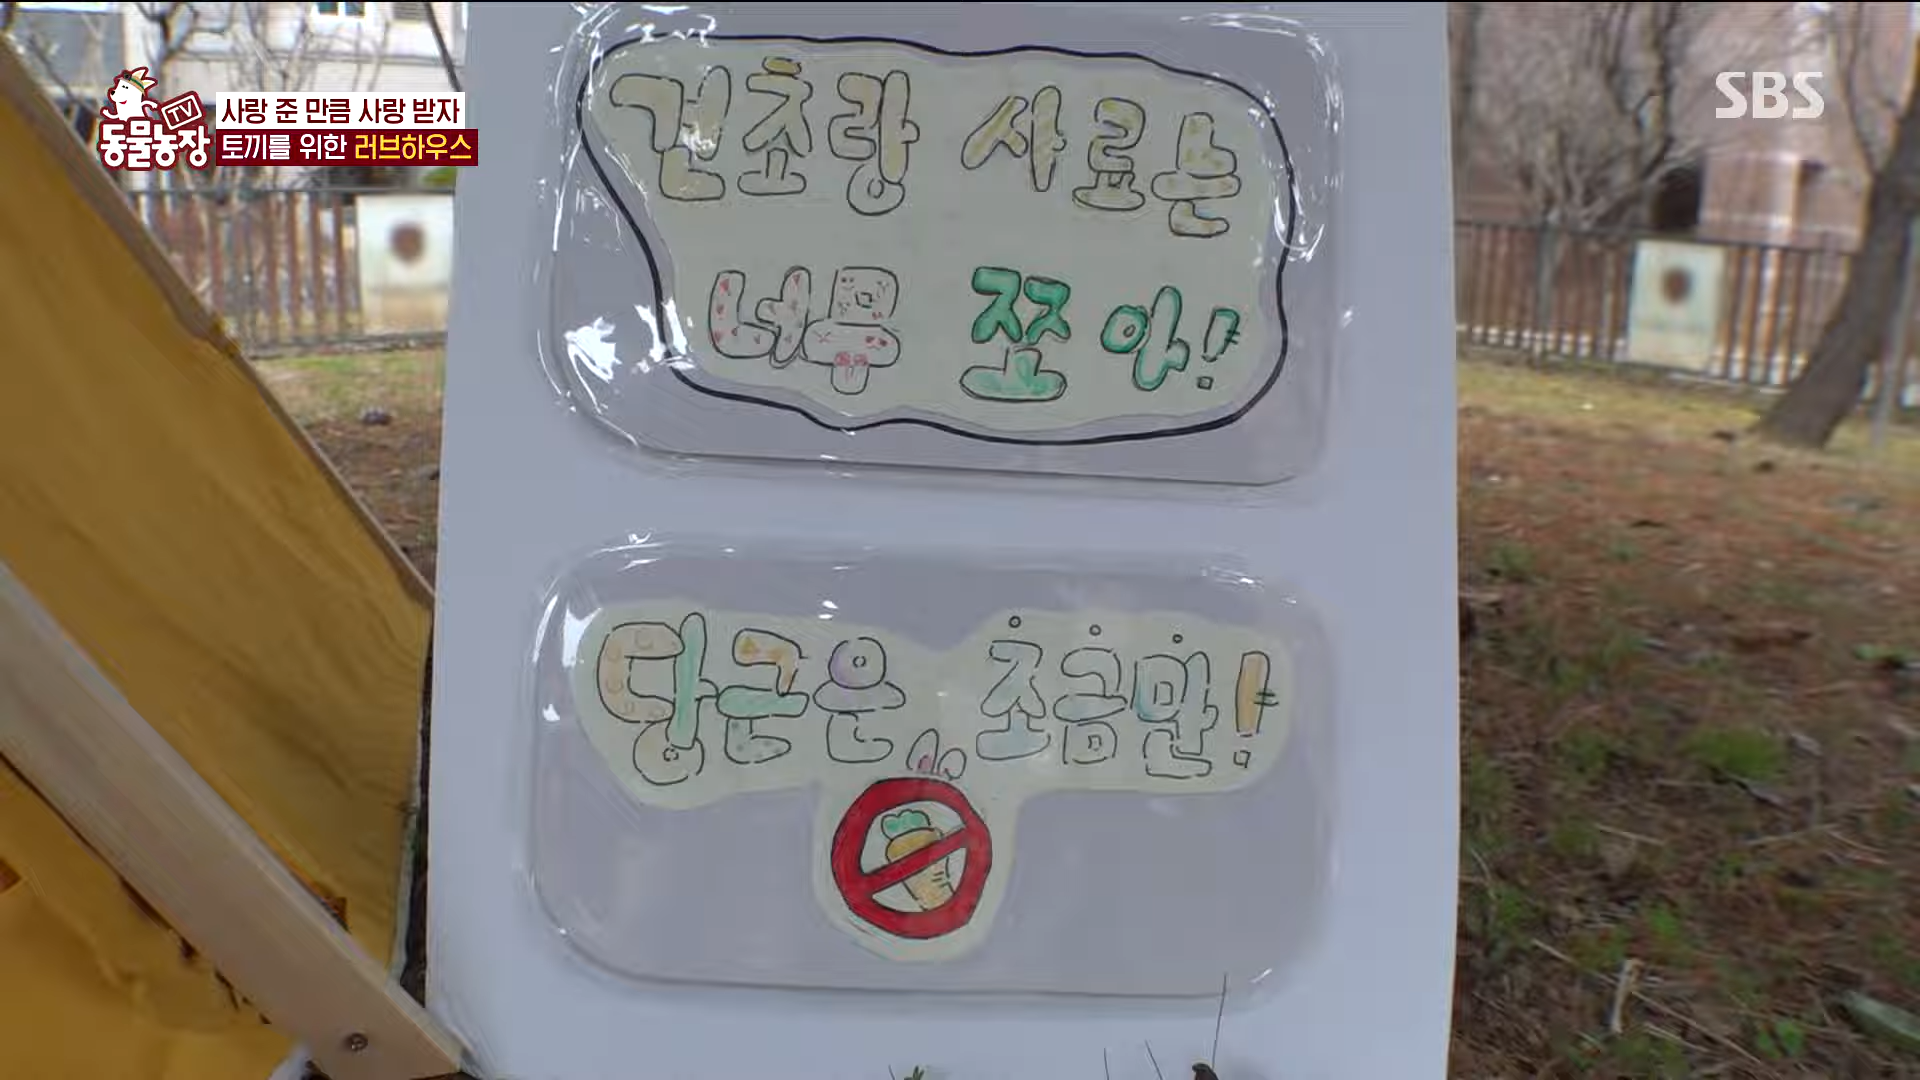 TV
동물농장
사랑 준 만큼 사랑 받자
토끼를 위한 러브하우스
SBS
건초랑 사료는
너무 쪼아!
당근은 조금만!